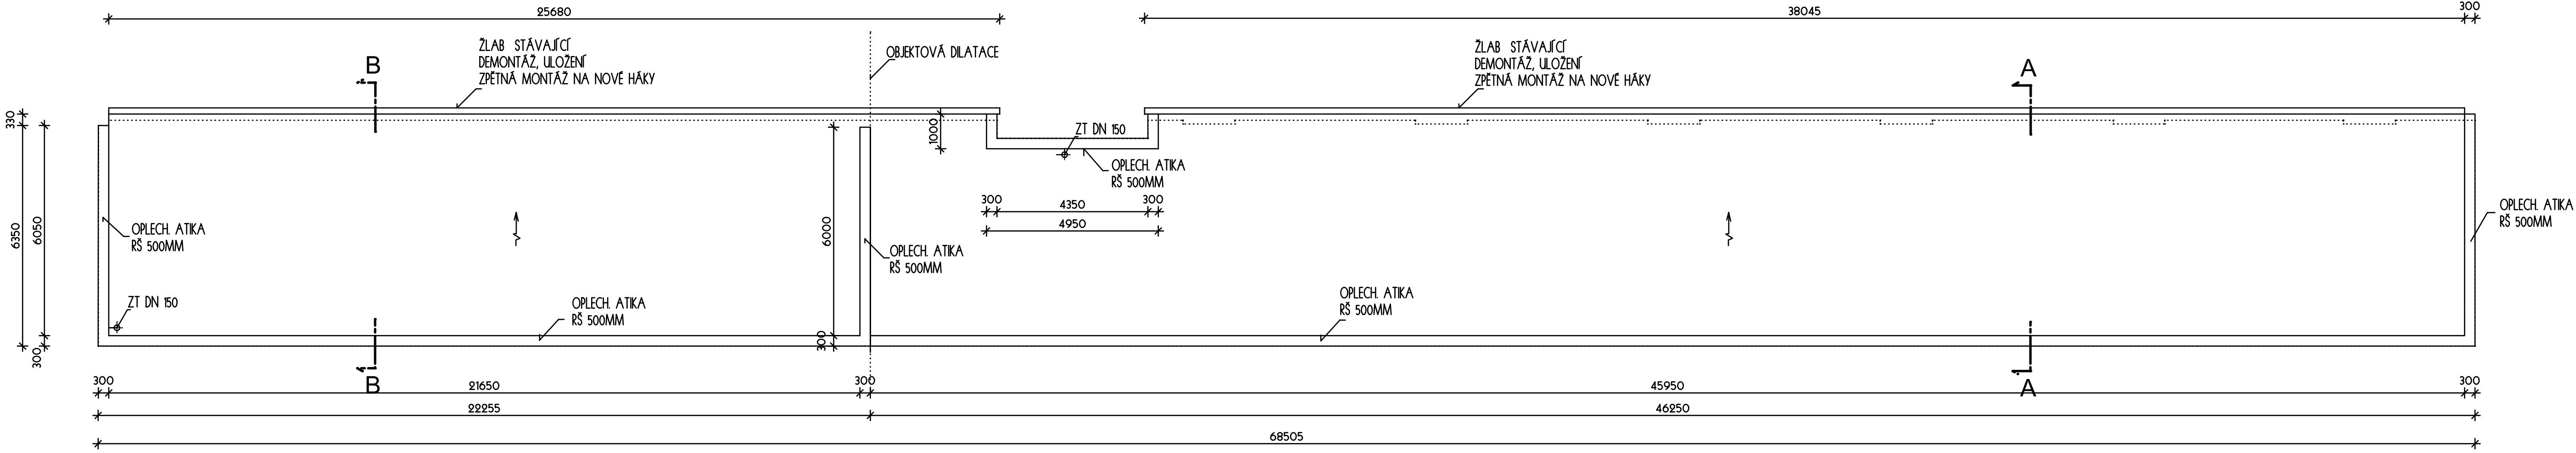 25680
38045
300
ŽLAB STÁVAJÍCÍ
DEMONTÁŽ, ULOŽENÍ
ZPĚTNÁ MONTÁŽ NA NOVÉ HÁKY
OBJEKTOVÁ DILATACE
ŽLAB STÁVAJÍCÍ
DEMONTÁŽ, ULOŽENÍ
ZPĚTNÁ MONTÁŽ NA NOVÉ HÁKY
B
A
330
1000
ZT DN 150
OPLECH. ATIKA
RŠ 500MM
300
4350
300
4950
6350
6050
OPLECH. ATIKA
RŠ 500MM
6000
OPLECH. ATIKA
RŠ 500MM
OPLECH. ATIKA
RŠ 500MM
ZT DN 150
OPLECH. ATIKA
RŠ 500MM
OPLECH. ATIKA
RŠ 500MM
300
300
B
A
300
21650
300
45950
300
22255
46250
68505